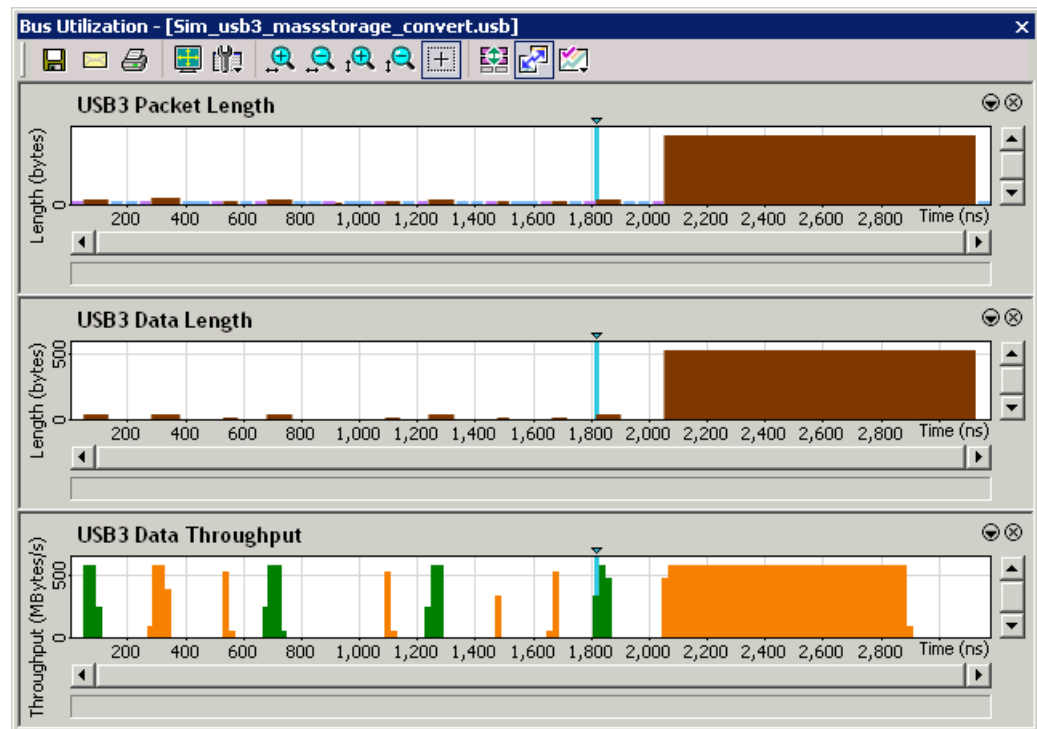 Bus Utilization - [Sim_usb3_massstorage_convert.usb]
USB3 Packet Length
Length (bytes)
0
200 400 600 800 1,000 1,200 1,400 1,600 1,800 2,000 2,200 2,400 2,600 2,800 Time (ns)
USB3 Data Length
Length (bytes)
500
0
200 400 600 800 1,000 1,200 1,400 1,600 1,800 2,000 2,200 2,400 2,600 2,800 Time (ns)
USB3 Data Throughput
Throughput (MBytes/s)
500
0
200 400 600 800 1,000 1,200 1,400 1,600 1,800 2,000 2,200 2,400 2,600 2,800 Time (ns)